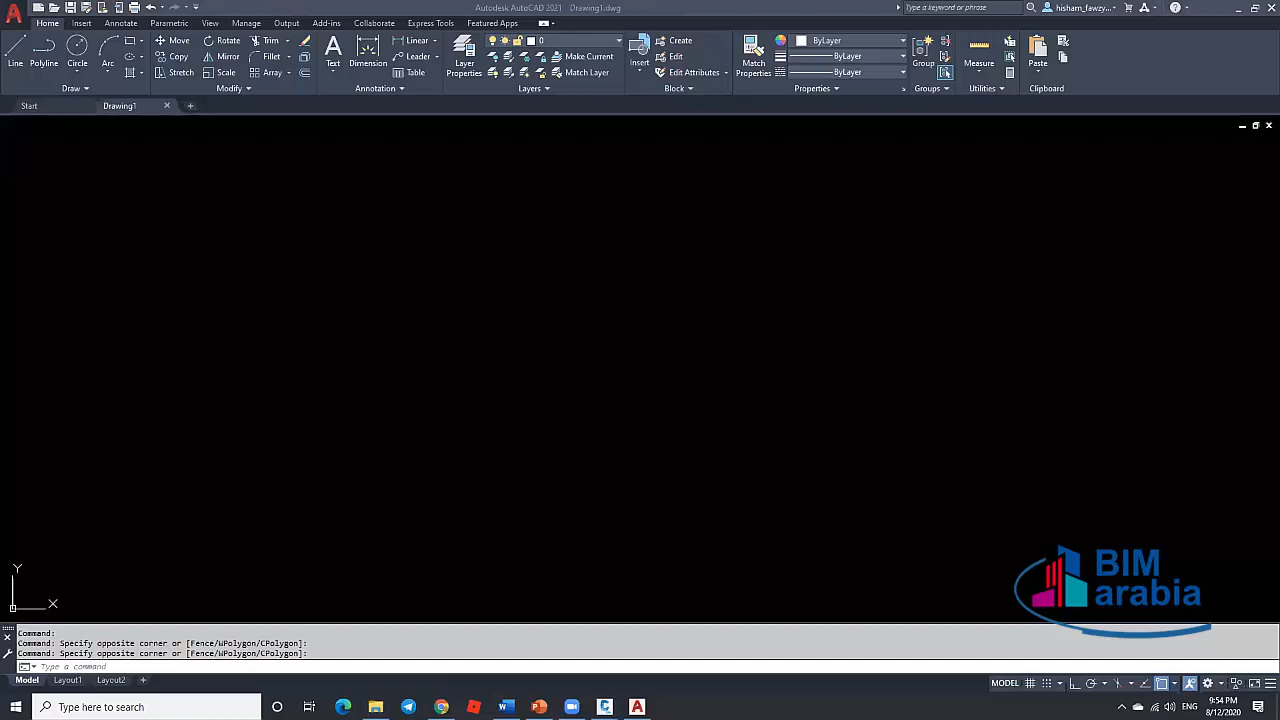 Autodesk AutoCAD 2021 Drawing1.dwg
Type a keyword or phrase
hisham_fawzy...
Home Insert Annotate Parametric View Manage Output Add-ins Collaborate Express Tools Featured Apps
Line
Polyline
Circle
Arc
Move
Rotate
Trim
Copy
Mirror
Fillet
Stretch
Scale
Array
Text
Dimension
Linear
Leader
Table
Layer
Properties
0
Make Current
Match Layer
Insert
Create
Edit
Edit Attributes
Match
Properties
ByLayer
ByLayer
ByLayer
Group
Measure
Paste
Draw
Modify
Annotation
Layers
Block
Properties
Groups
Utilities
Clipboard
Start
Drawing1
Y
X
BIM
arabia
Command:
Command: Specify opposite corner or [Fence/WPolygon/CPolygon]:
Command: Specify opposite corner or [Fence/WPolygon/CPolygon]:
Type a command
Model Layout1 Layout2
MODEL
Type here to search
ENG
9:54 PM
8/12/2020